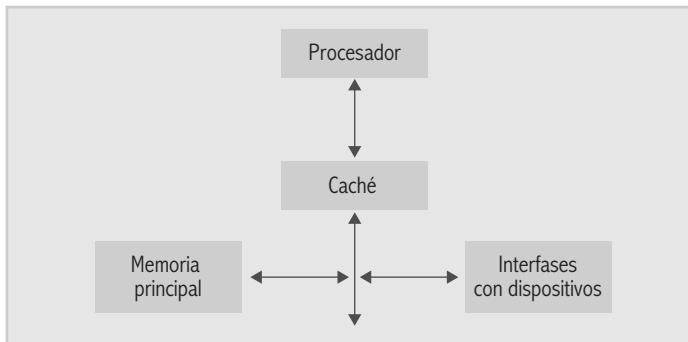 Procesador
Caché
Memoria
principal
Interfases
con dispositivos